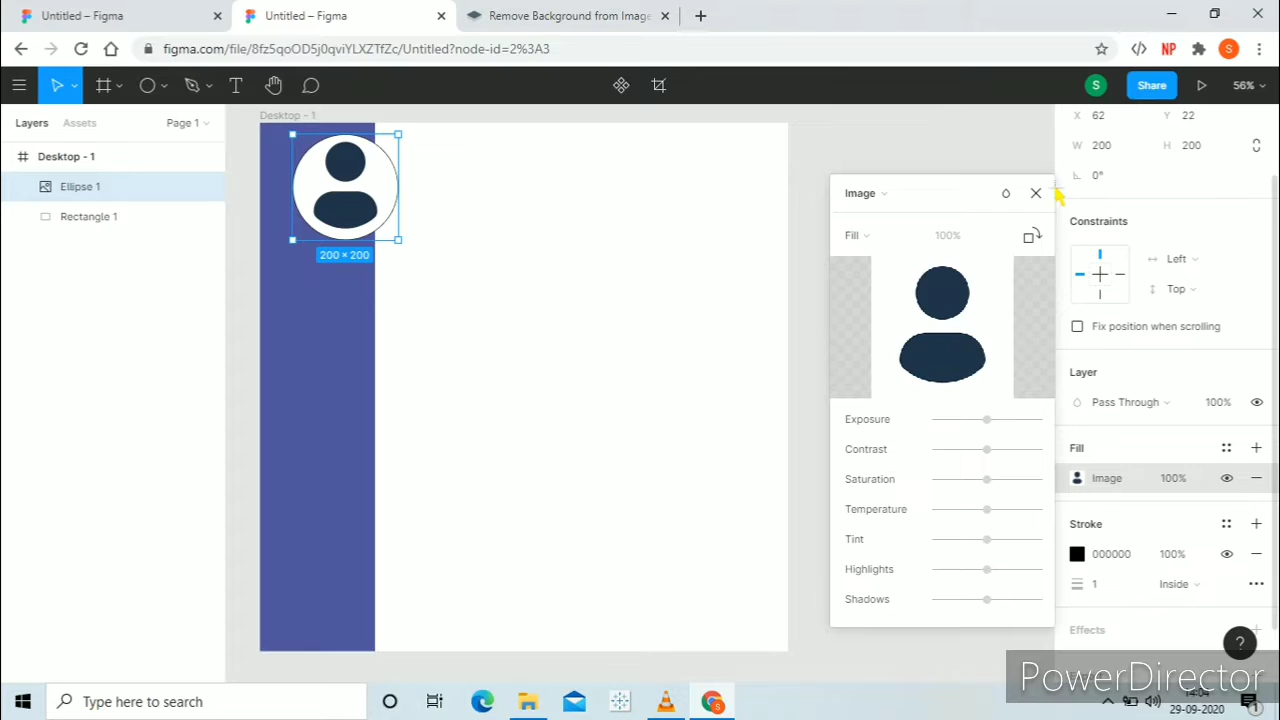 Untitled – Figma
Untitled – Figma
Remove Background from Image
figma.com/file/8fz5qoOD5j0qviYLXZTfZc/Untitled?node-id=2%3A3
NP
S
S
Share
56%
Layers
Assets
Page 1
Desktop - 1
Ellipse 1
Rectangle 1
Desktop - 1
200 × 200
Image
Fill
100%
Exposure
Contrast
Saturation
Temperature
Tint
Highlights
Shadows
X 62 Y 22
W 200 H 200
0°
Constraints
Left
Top
Fix position when scrolling
Layer
Pass Through 100%
Fill
Image 100%
Stroke
000000 100%
1 Inside
Effects
?
PowerDirector
Type here to search
S
14:04
29-09-2020
1